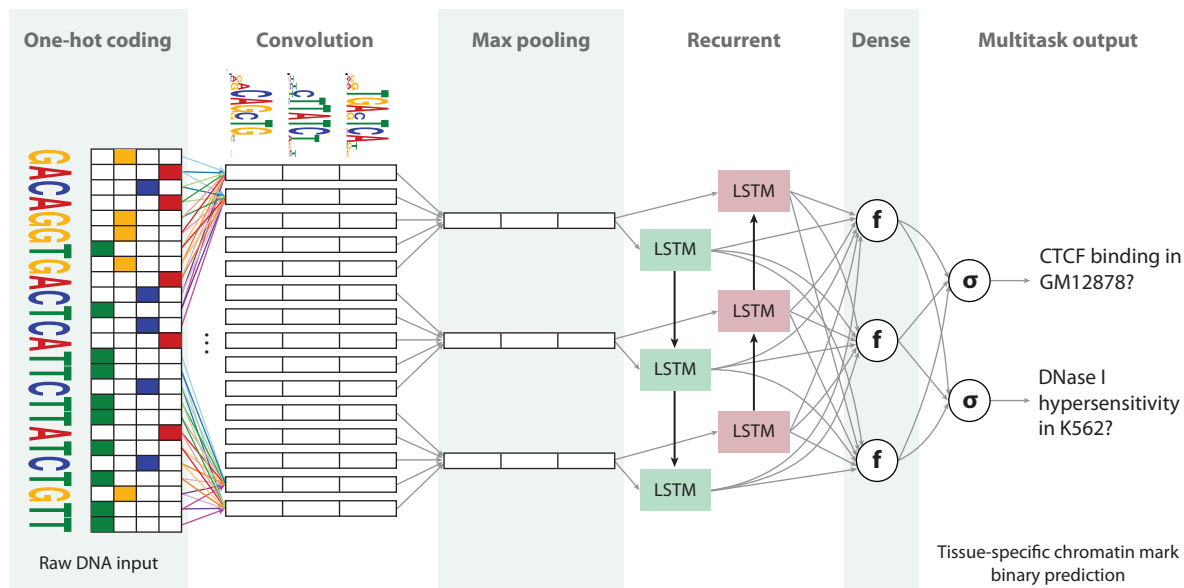 One-hot coding
Convolution
Max pooling
Recurrent
Dense
Multitask output
GACAGGTGACTCATTCTTATCTGTT
...
LSTM
LSTM
LSTM
LSTM
LSTM
LSTM
f
f
f
σ
σ
CTCF binding in
GM12878?
DNase I
hypersensitivity
in K562?
Raw DNA input
Tissue-specific chromatin mark
binary prediction